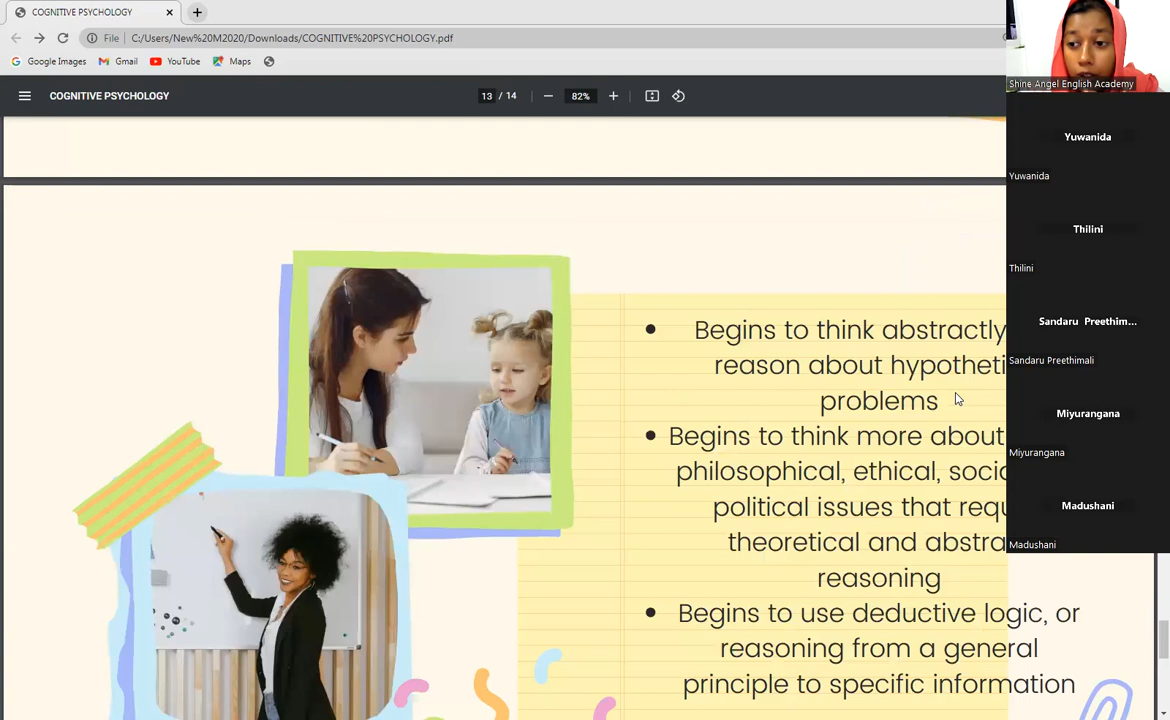 COGNITIVE PSYCHOLOGY
File C:/Users/New%20M2020/Downloads/COGNITIVE%20PSYCHOLOGY.pdf
Google Images Gmail YouTube Maps
COGNITIVE PSYCHOLOGY 13 / 14 82%
Begins to think abstractly
reason about hypotheti
problems
Begins to think more about
philosophical, ethical, socia
political issues that requ
theoretical and abstra
reasoning
Begins to use deductive logic, or
reasoning from a general
principle to specific information
Shine Angel English Academy
Yuwanida
Yuwanida
Thilini
Thilini
Sandaru Preethim...
Sandaru Preethimali
Miyurangana
Miyurangana
Madushani
Madushani